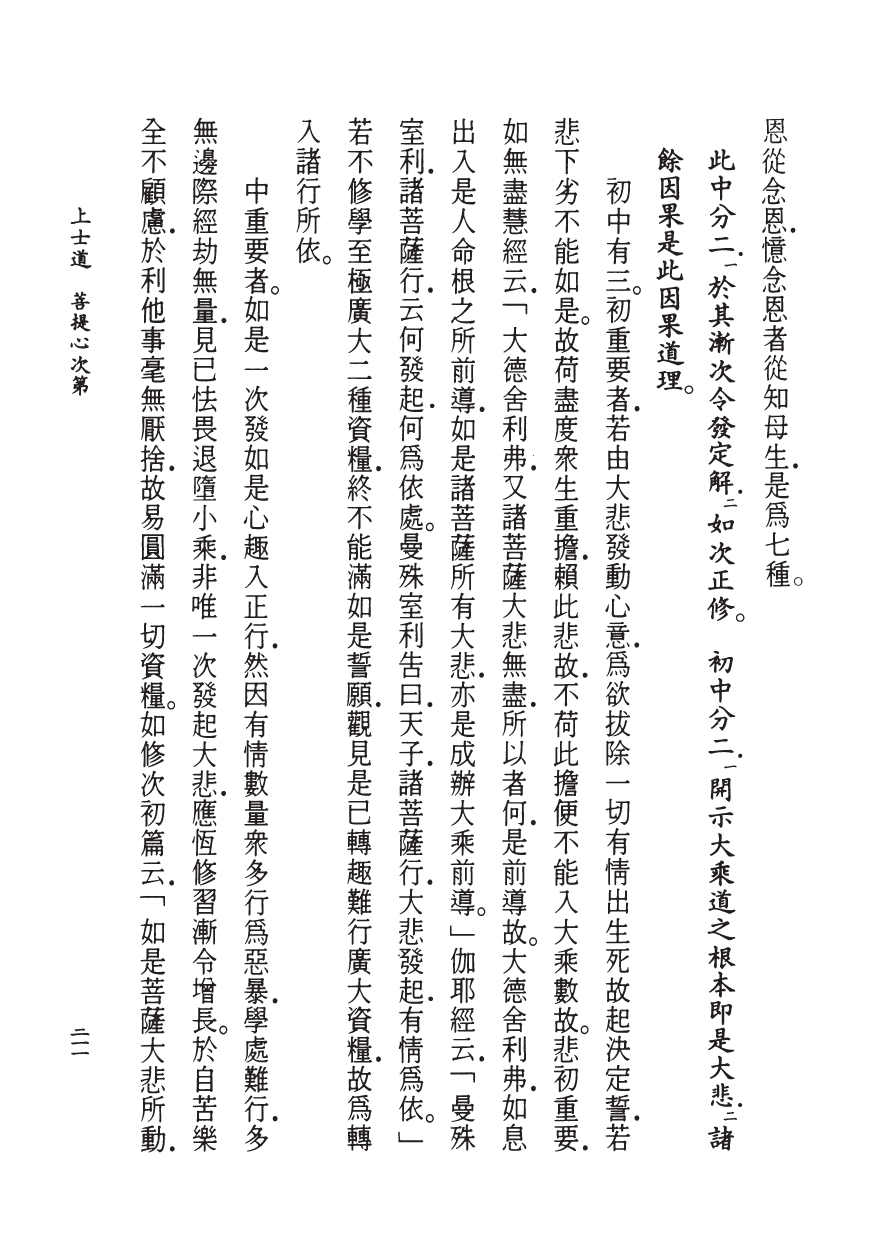 恩從念恩．憶念恩者從知母生．是爲七種。
此中分二．一於其漸次令發定解．二如次正修。　初中分二．一開示大乘道之根本即是大悲．二諸
餘因果是此因果道理。
初中有三。初重要者．若由大悲發動心意．爲欲拔除一切有情出生死故起決定誓．若
悲下劣不能如是。故荷盡度衆生重擔．賴此悲故．不荷此擔便不能入大乘數故。悲初重要．
如無盡慧經云．「大德舍利弗．又諸菩薩大悲無盡．所以者何．是前導故。大德舍利弗．如息
出入是人命根之所前導．如是諸菩薩所有大悲．亦是成辦大乘前導。」伽耶經云．「曼殊
室利．諸菩薩行．云何發起．何爲依處。曼殊室利告曰．天子．諸菩薩行．大悲發起．有情爲依。」
若不修學至極廣大二種資糧．終不能滿如是誓願．觀見是已轉趣難行廣大資糧．故爲轉
入諸行所依。
中重要者。如是一次發如是心趣入正行．然因有情數量衆多行爲惡暴．學處難行．多
無邊際經劫無量．見已怯畏退墮小乘．非唯一次發起大悲．應恆修習漸令增長。於自苦樂
全不顧慮．於利他事毫無厭捨．故易圓滿一切資糧。如修次初篇云．「如是菩薩大悲所動．
上士道　菩提心次第
二一一